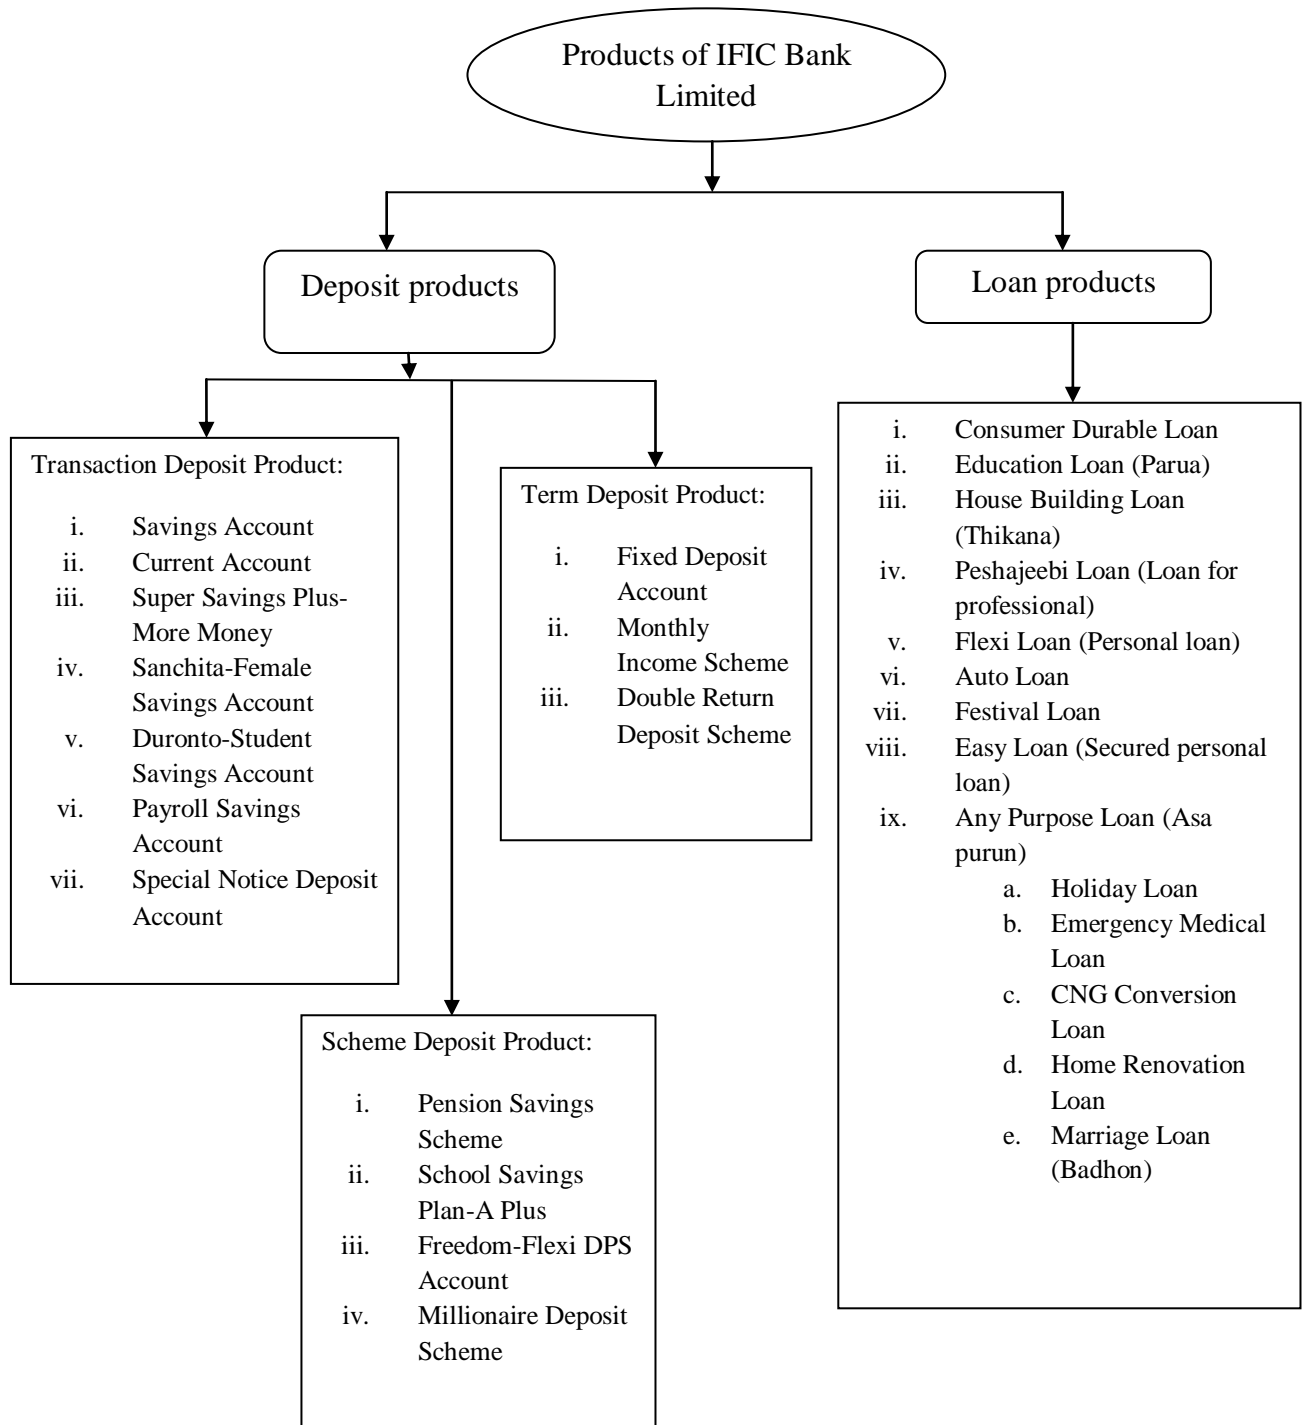 Products of IFIC Bank
Limited
Deposit products
Loan products
Transaction Deposit Product:
i. Savings Account
ii. Current Account
iii. Super Savings Plus-
More Money
iv. Sanchita-Female
Savings Account
v. Duronto-Student
Savings Account
vi. Payroll Savings
Account
vii. Special Notice Deposit
Account
Term Deposit Product:
i. Fixed Deposit
Account
ii. Monthly
Income Scheme
iii. Double Return
Deposit Scheme
Scheme Deposit Product:
i. Pension Savings
Scheme
ii. School Savings
Plan-A Plus
iii. Freedom-Flexi DPS
Account
iv. Millionaire Deposit
Scheme
i. Consumer Durable Loan
ii. Education Loan (Parua)
iii. House Building Loan
(Thikana)
iv. Peshajeebi Loan (Loan for
professional)
v. Flexi Loan (Personal loan)
vi. Auto Loan
vii. Festival Loan
viii. Easy Loan (Secured personal
loan)
ix. Any Purpose Loan (Asa
purun)
a. Holiday Loan
b. Emergency Medical
Loan
c. CNG Conversion
Loan
d. Home Renovation
Loan
e. Marriage Loan
(Badhon)